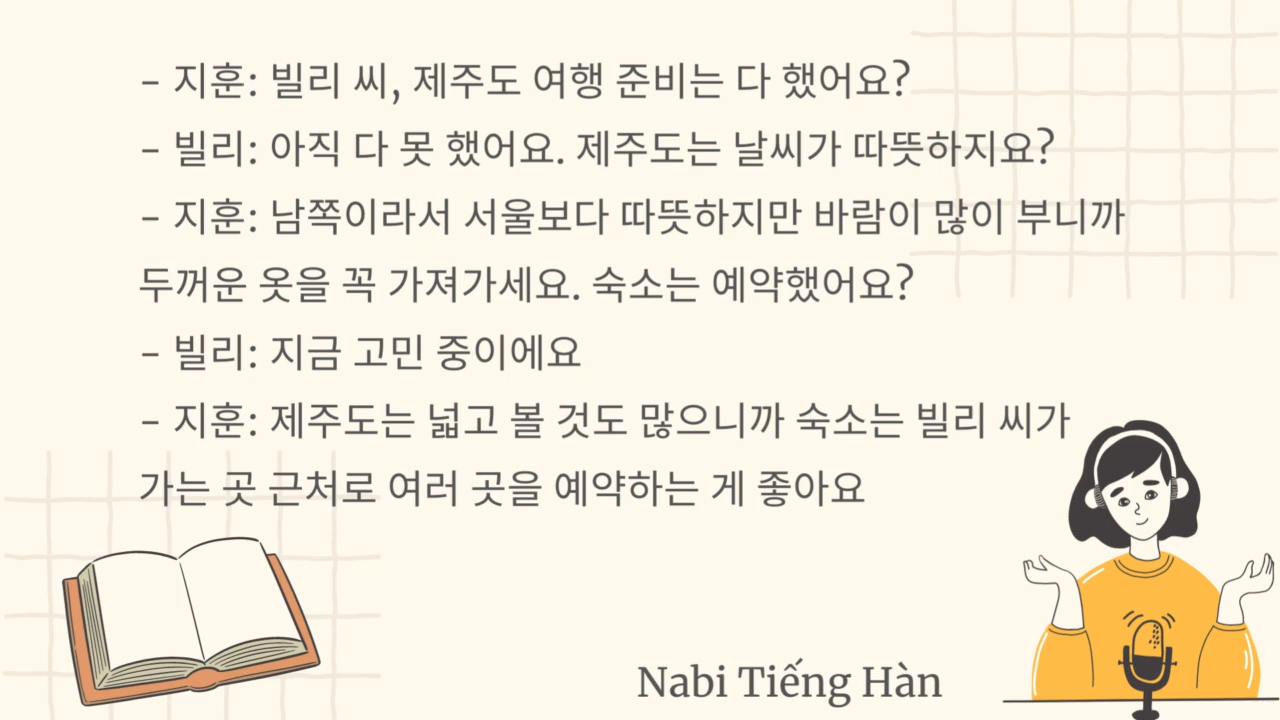 - 지훈: 빌리 씨, 제주도 여행 준비는 다 했어요?
- 빌리: 아직 다 못 했어요. 제주도는 날씨가 따뜻하지요?
- 지훈: 남쪽이라서 서울보다 따뜻하지만 바람이 많이 부니까
두꺼운 옷을 꼭 가져가세요. 숙소는 예약했어요?
- 빌리: 지금 고민 중이에요
- 지훈: 제주도는 넓고 볼 것도 많으니까 숙소는 빌리 씨가
가는 곳 근처로 여러 곳을 예약하는 게 좋아요
Nabi Tiếng Hàn